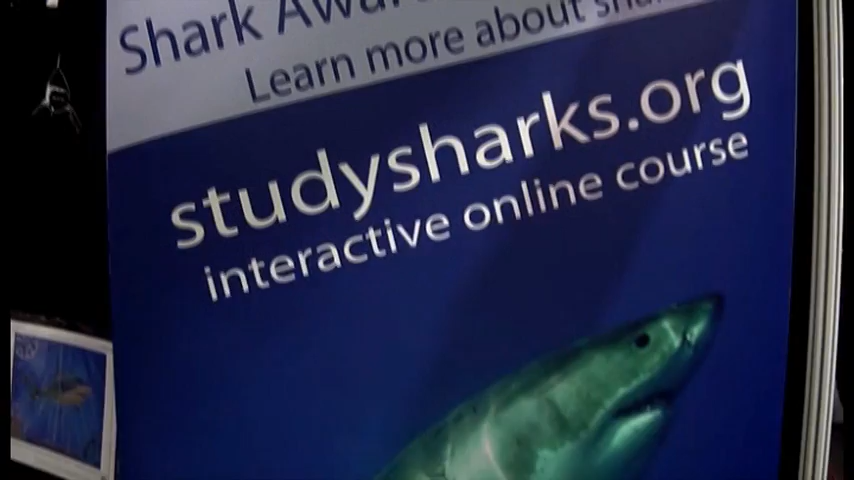 Shark
Learn more about
studysharks.org
interactive online course